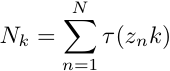 N_k = \sum_{n=1}^{N} \tau(z_n k)